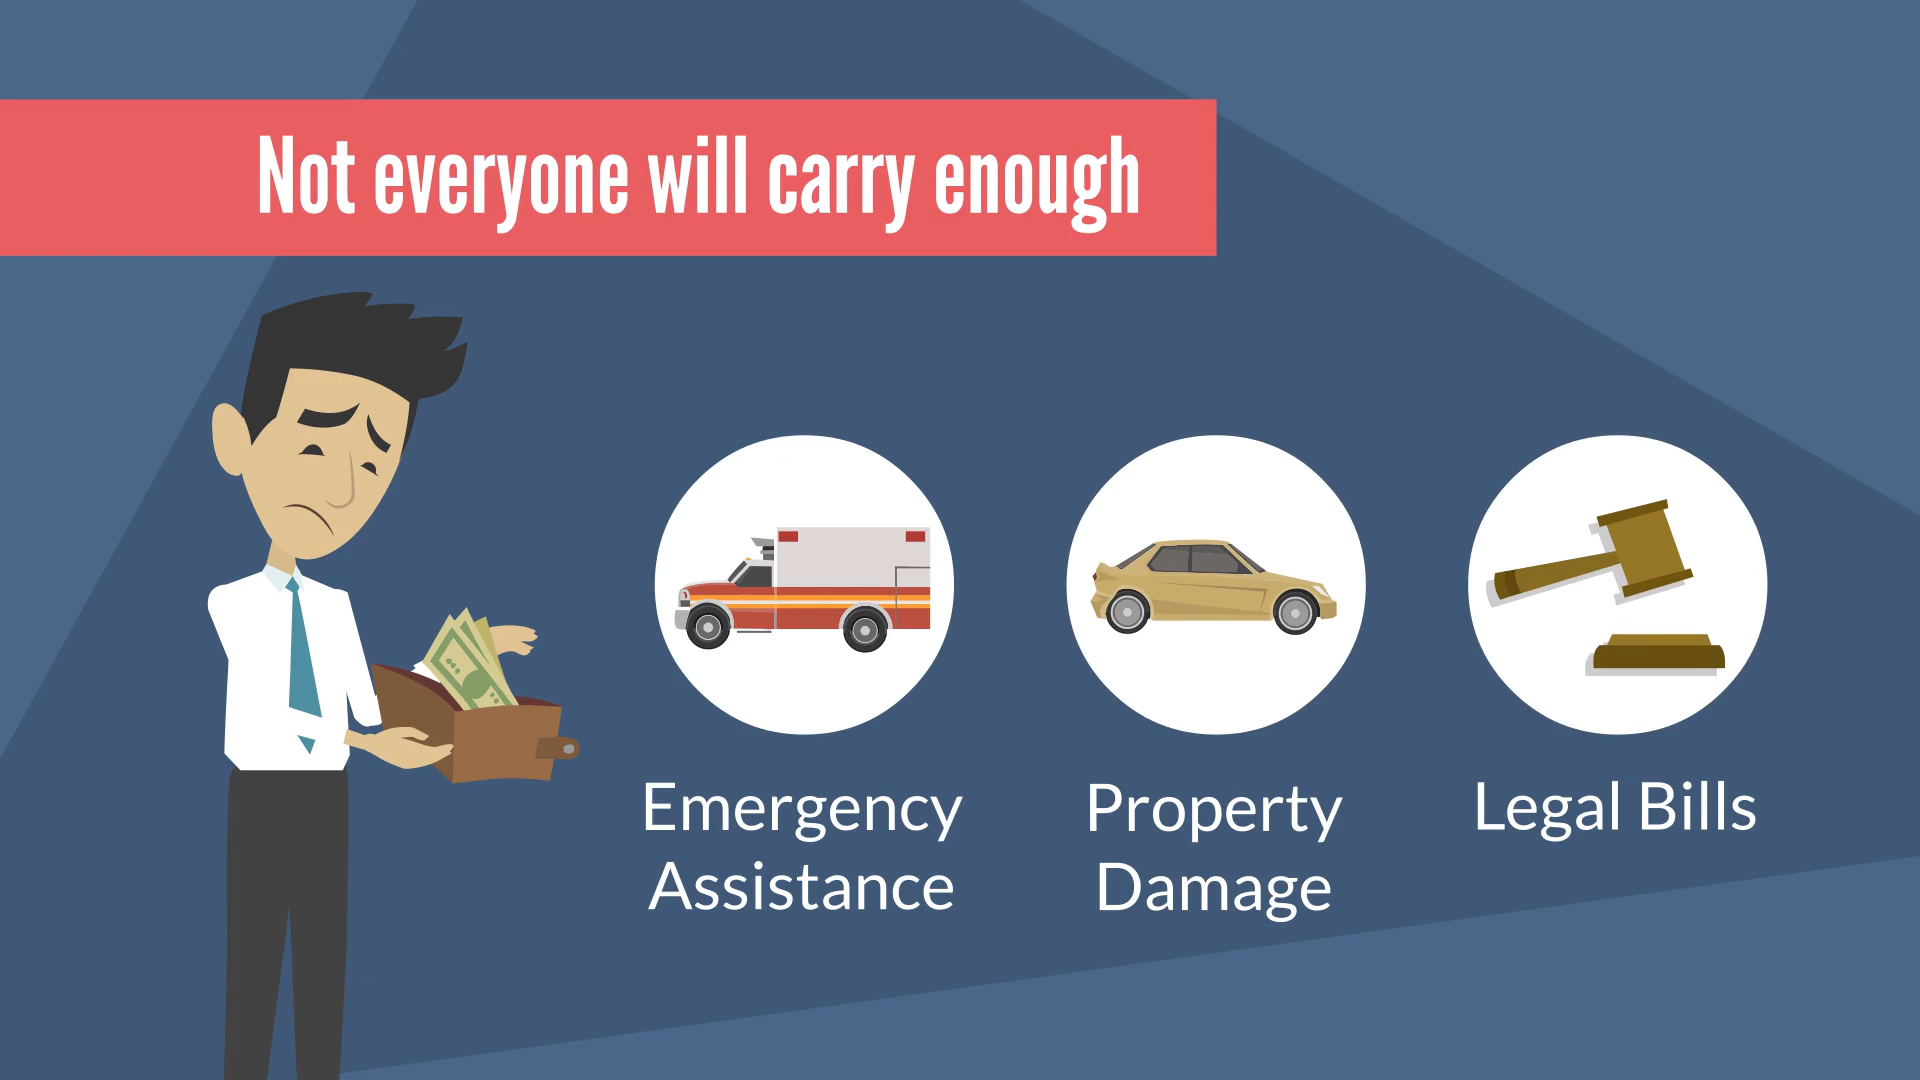 Not everyone will carry enough
Emergency
Assistance
Property
Damage
Legal Bills